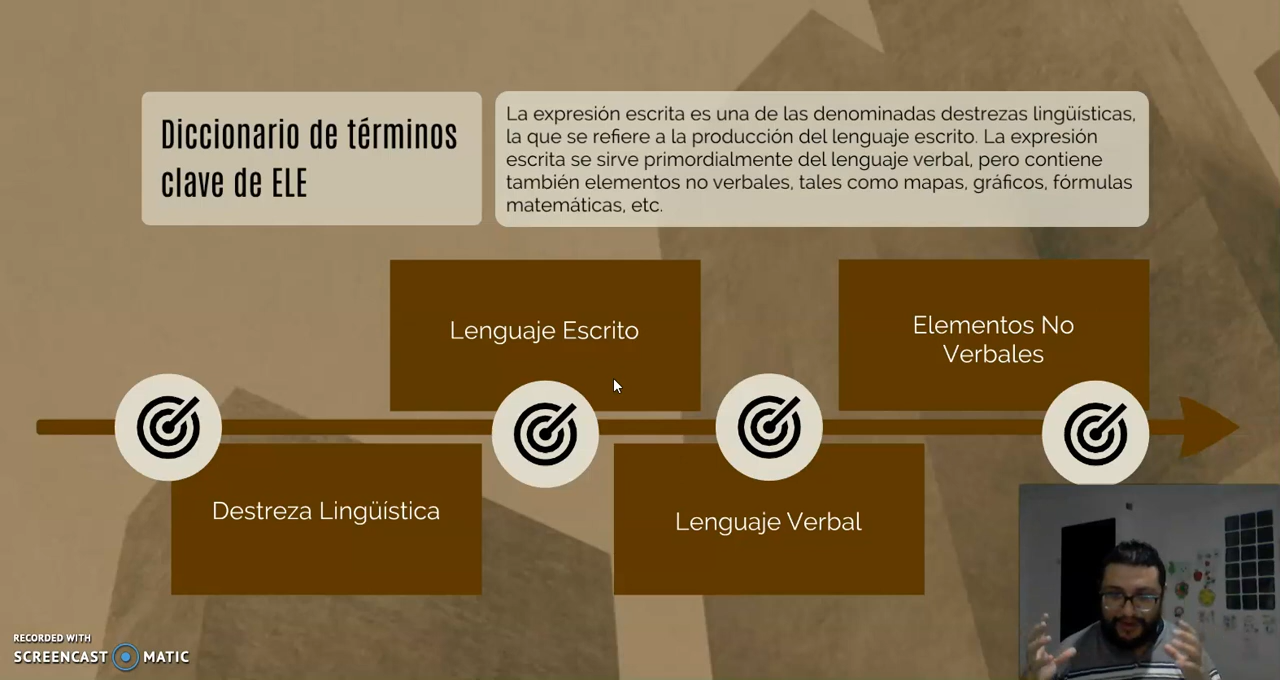 Diccionario de términos
clave de ELE
La expresión escrita es una de las denominadas destrezas lingüísticas,
la que se refiere a la producción del lenguaje escrito. La expresión
escrita se sirve primordialmente del lenguaje verbal, pero contiene
también elementos no verbales, tales como mapas, gráficos, fórmulas
matemáticas, etc.
Lenguaje Escrito
Elementos No
Verbales
Destreza Lingüística
Lenguaje Verbal
RECORDED WITH
SCREENCAST MATIC